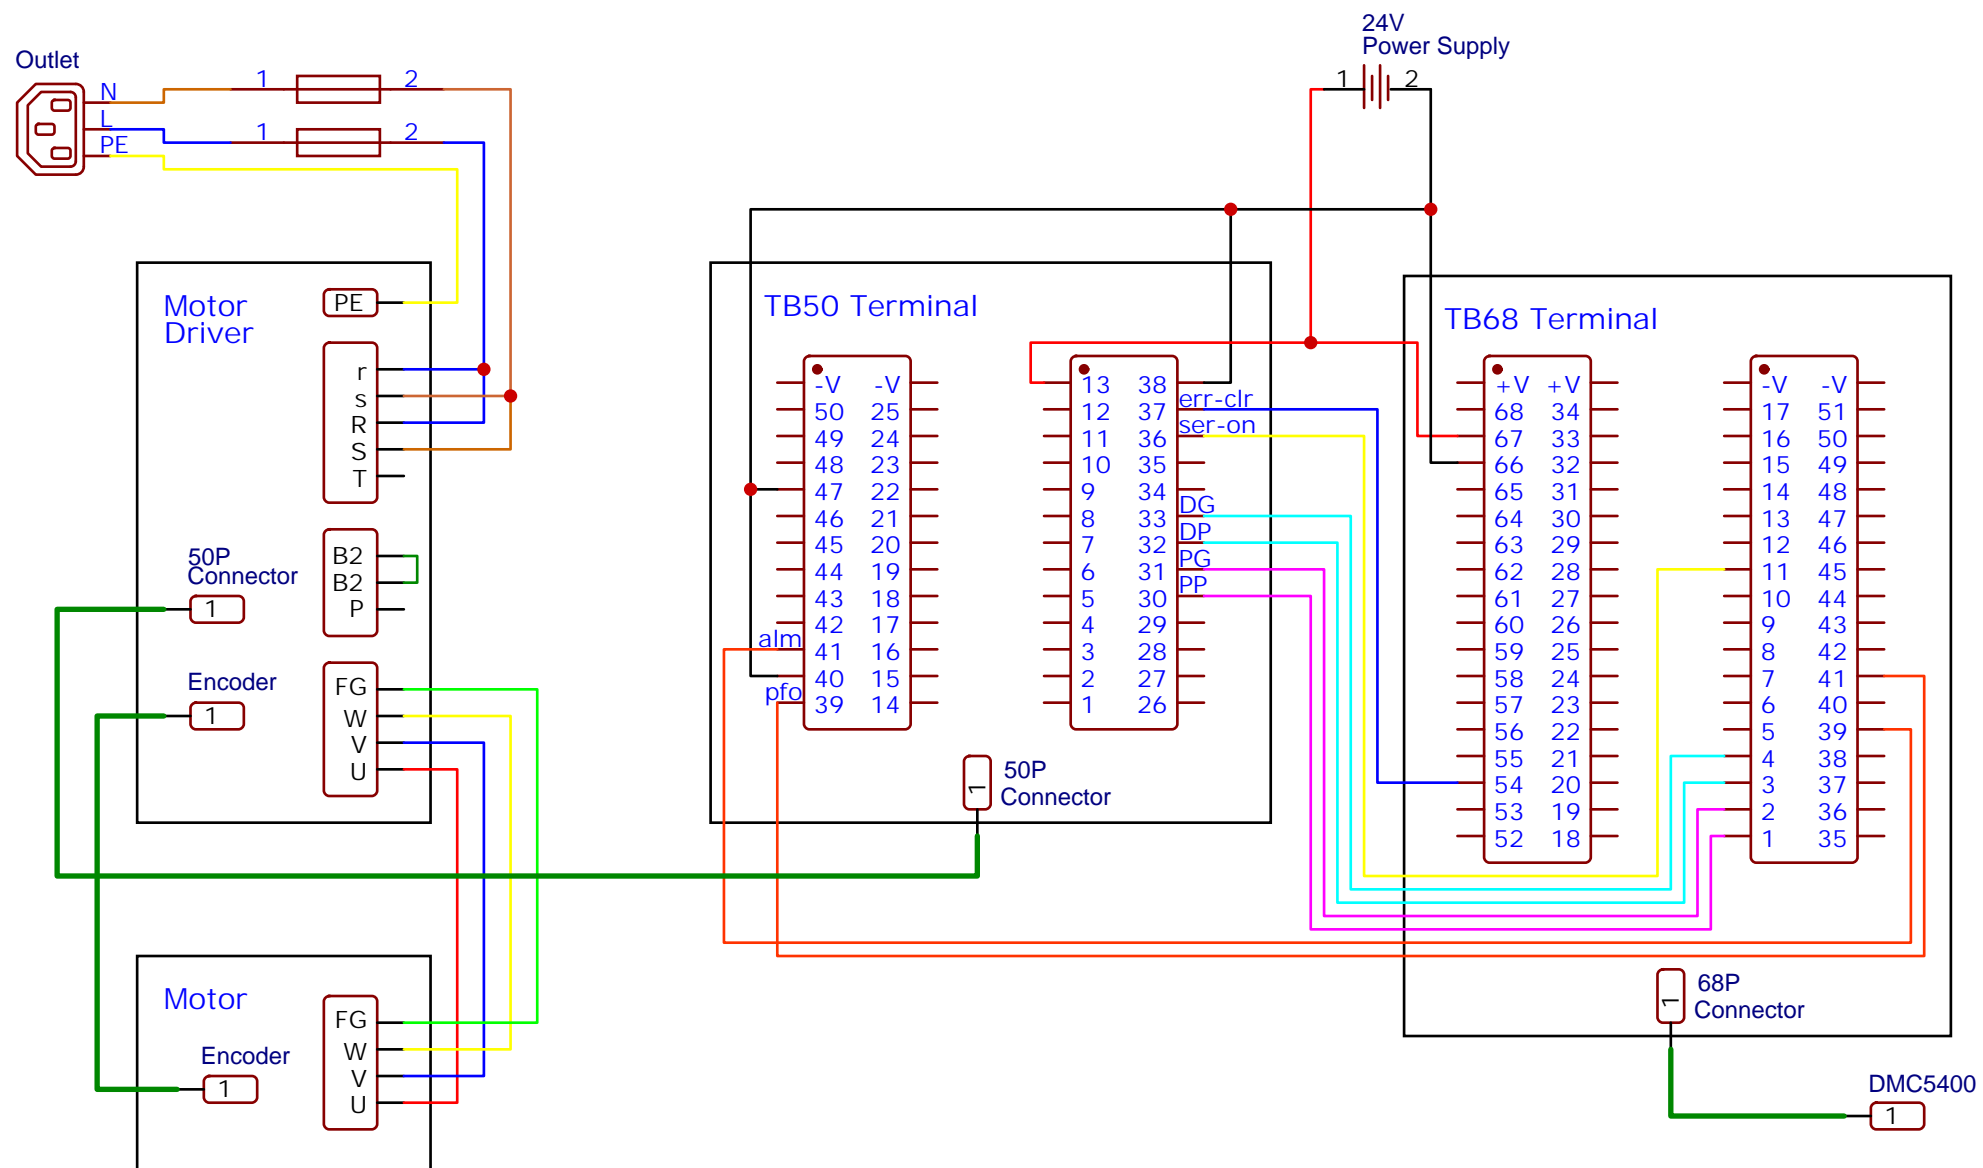 24V
Power Supply
1 2
Outlet
N
L
PE
1 2
1 2
Motor
Driver
PE
r
s
R
S
T
50P
Connector
1
B2
B2
P
Encoder
1
FG
W
V
U
Motor
Encoder
1
FG
W
V
U
TB50 Terminal
-V -V
50 25
49 24
48 23
47 22
46 21
45 20
44 19
43 18
42 17
alm 41 16
40 15
pfo 39 14
13 38
12 37 err-clr
11 36 ser-on
10 35
9 34
8 33 DG
7 32 DP
6 31 PG
5 30 PP
4 29
3 28
2 27
1 26
1
50P
Connector
TB68 Terminal
+V +V
68 34
67 33
66 32
65 31
64 30
63 29
62 28
61 27
60 26
59 25
58 24
57 23
56 22
55 21
54 20
53 19
52 18
-V -V
17 51
16 50
15 49
14 48
13 47
12 46
11 45
10 44
9 43
8 42
7 41
6 40
5 39
4 38
3 37
2 36
1 35
1
68P
Connector
DMC5400
1